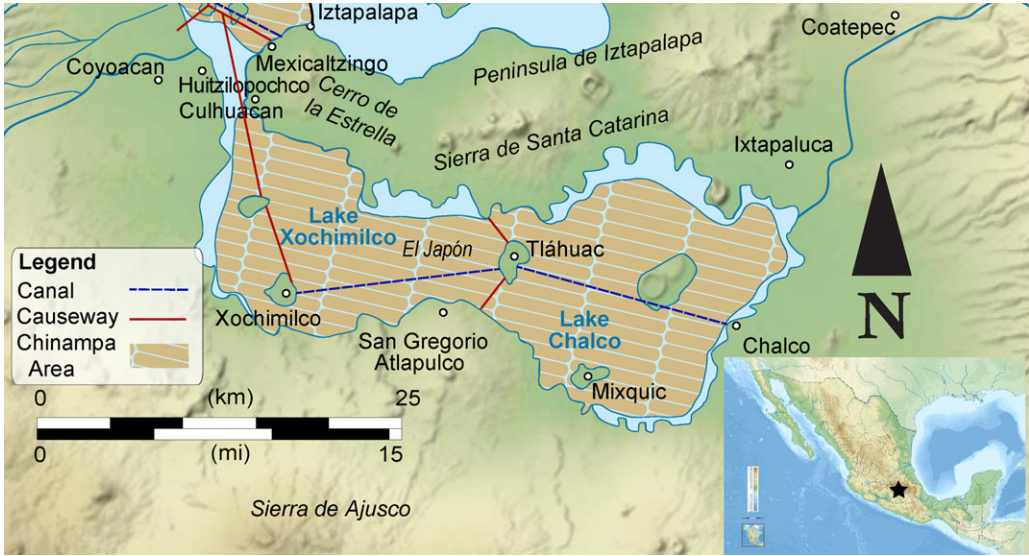 Iztapalapa
Coatepec
Mexicaltzingo
Coyoacan
Huitzilopochco
Culhuacan
Cerro de
la Estrella
Peninsula de Iztapalapa
Sierra de Santa Catarina
Ixtapaluca
Lake
Xochimilco
El Japón
Tláhuac
Legend
Canal
Causeway
Chinampa
Area
Xochimilco
San Gregorio
Atlapulco
Lake
Chalco
Chalco
Mixquic
N
0 (km) 25
0 (mi) 15
Sierra de Ajusco